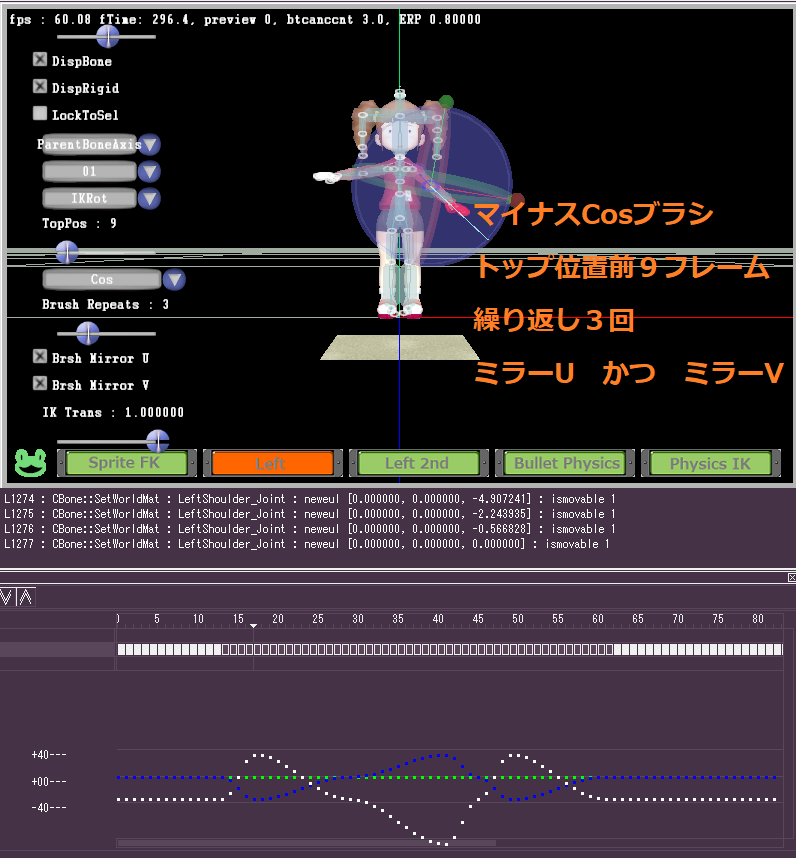 fps : 60.08 fTime: 296.4, preview 0, btcanccnt 3.0, ERP 0.80000
DispBone
DispRigid
LockToSel
ParentBoneAxis
01
IKRot
TopPos : 9
Cos
Brush Repeats : 3
Brsh Mirror U
Brsh Mirror V
IK Trans : 1.000000
マイナスCosブラシ
トップ位置前９フレーム
繰り返し３回
ミラーU　かつ　ミラーV
Sprite FK
Left
Left 2nd
Bullet Physics
Physics IK
L1274 : CBone::SetWorldMat : LeftShoulder_Joint : neweul [0.000000, 0.000000, -4.907241] : ismovable 1
L1275 : CBone::SetWorldMat : LeftShoulder_Joint : neweul [0.000000, 0.000000, -2.243935] : ismovable 1
L1276 : CBone::SetWorldMat : LeftShoulder_Joint : neweul [0.000000, 0.000000, -0.566828] : ismovable 1
L1277 : CBone::SetWorldMat : LeftShoulder_Joint : neweul [0.000000, 0.000000, 0.000000] : ismovable 1
0 5 10 15 20 25 30 35 40 45 50 55 60 65 70 75 80
+40---
+00---
-40---